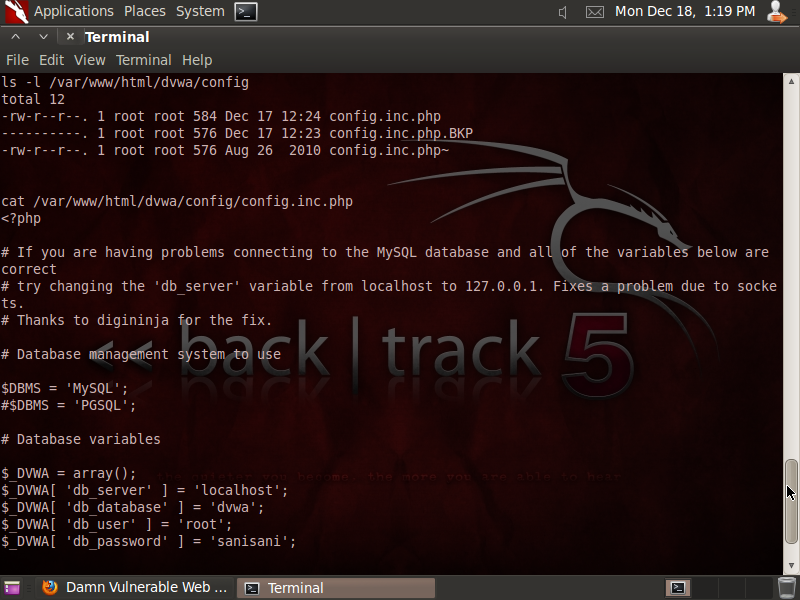 Applications Places System Mon Dec 18, 1:19 PM
Terminal
File Edit View Terminal Help
ls -l /var/www/html/dvwa/config
total 12
-rw-r--r--. 1 root root 584 Dec 17 12:24 config.inc.php
----------. 1 root root 576 Dec 17 12:23 config.inc.php.BKP
-rw-r--r--. 1 root root 576 Aug 26  2010 config.inc.php~
cat /var/www/html/dvwa/config/config.inc.php
<?php
# If you are having problems connecting to the MySQL database and all of the variables below are
correct
# try changing the 'db_server' variable from localhost to 127.0.0.1. Fixes a problem due to socke
ts.
# Thanks to digininja for the fix.
<< back | track 5
# Database management system to use
$DBMS = 'MySQL';
#$DBMS = 'PGSQL';
# Database variables
$_DVWA = array();
the quieter you become, the more you are able to hear
$_DVWA[ 'db_server' ] = 'localhost';
$_DVWA[ 'db_database' ] = 'dvwa';
$_DVWA[ 'db_user' ] = 'root';
$_DVWA[ 'db_password' ] = 'sanisani';
Damn Vulnerable Web ... Terminal